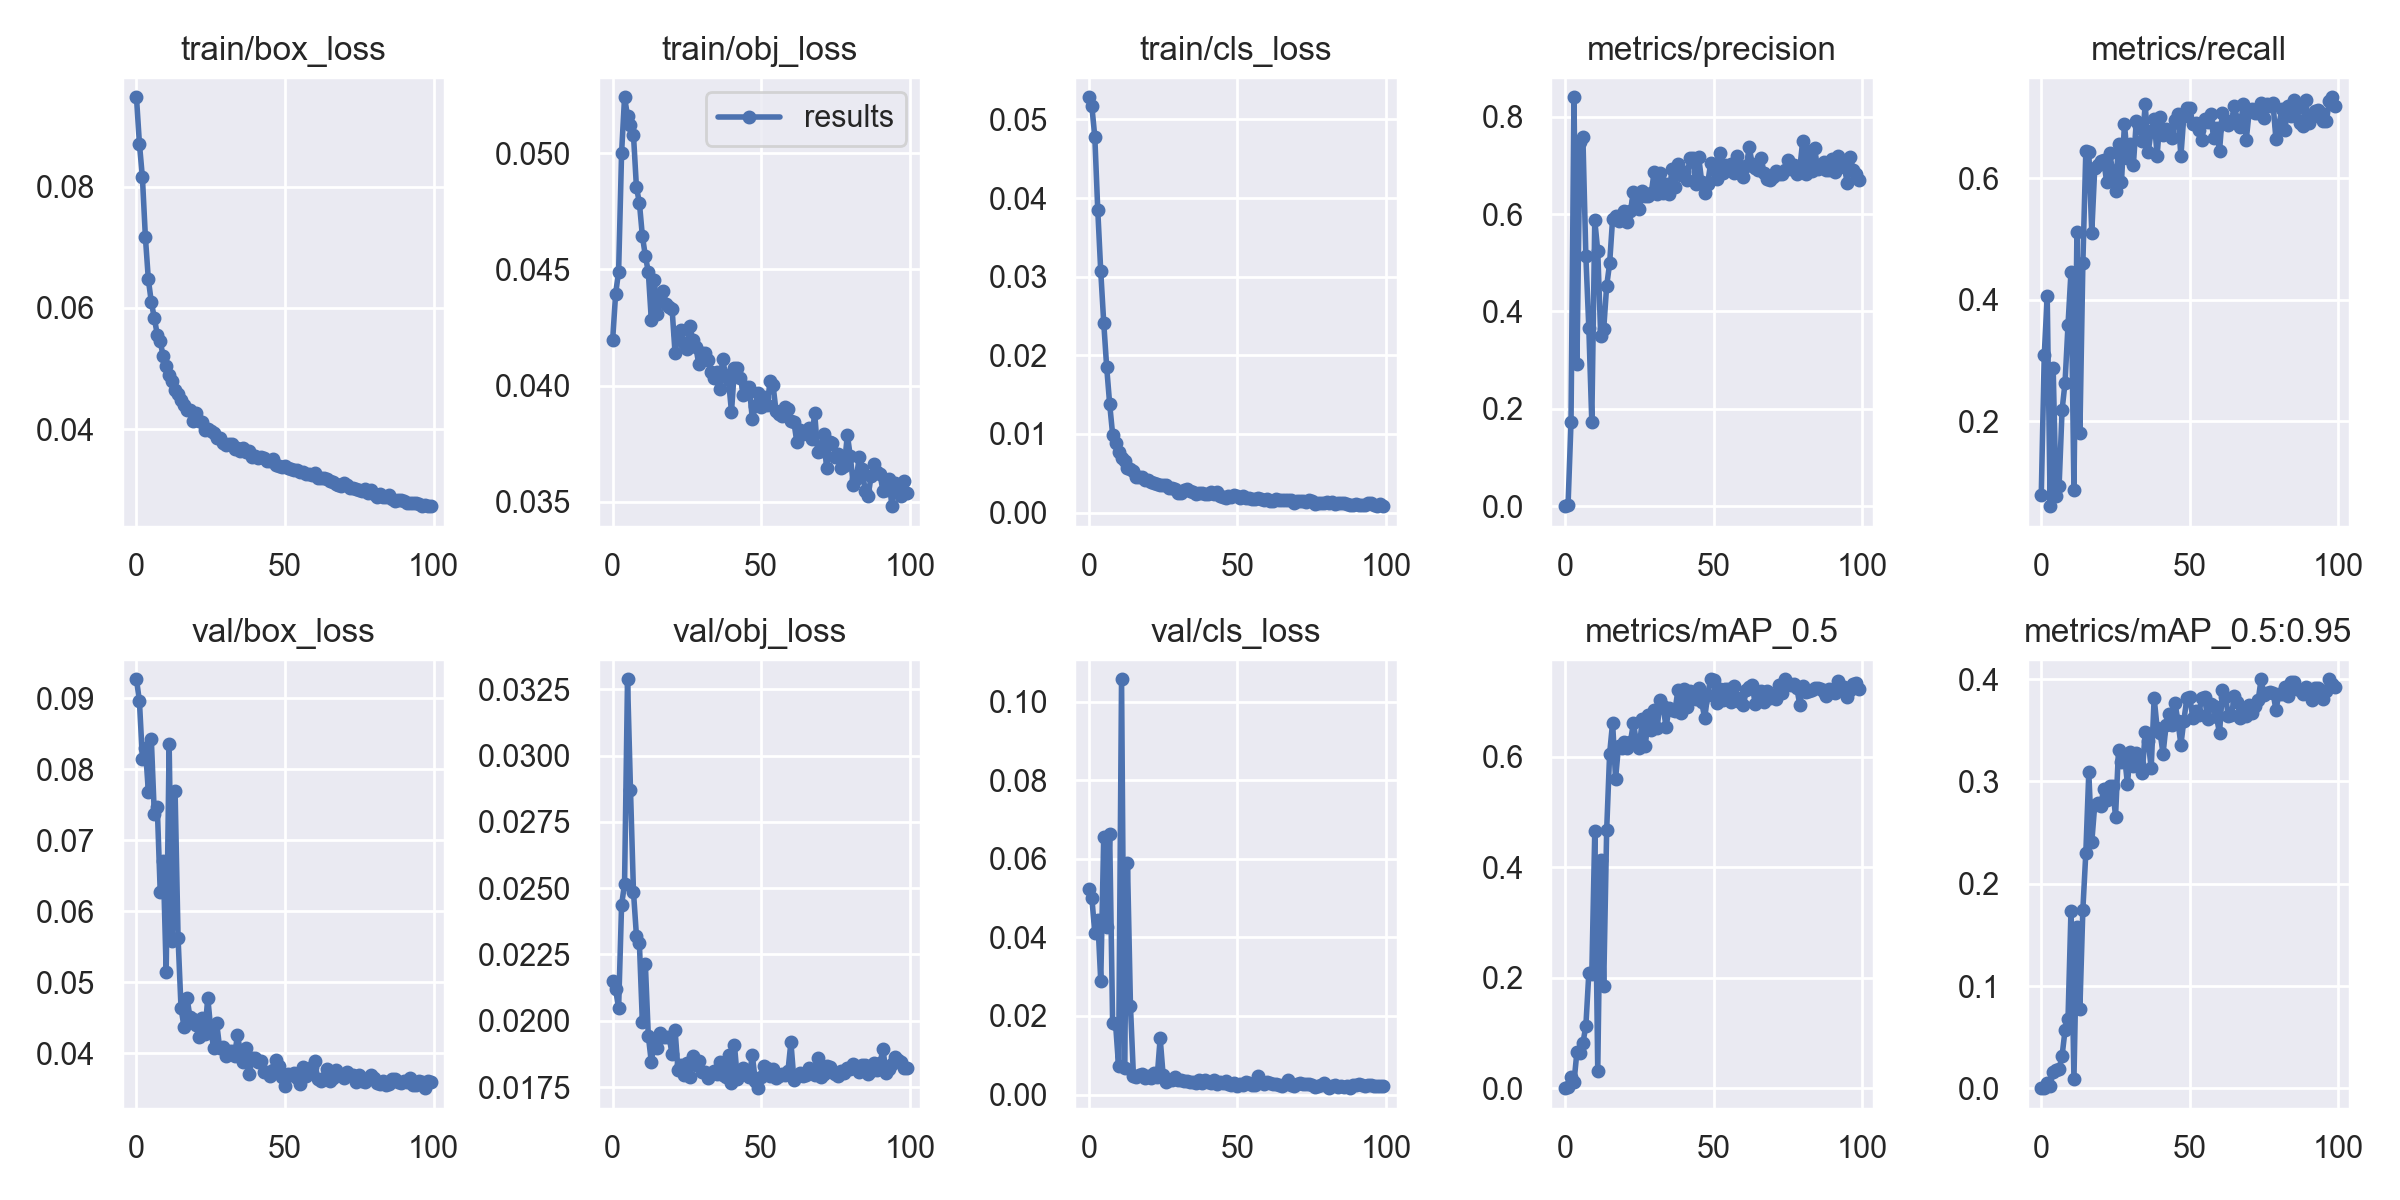 train/box_loss
0.08
0.06
0.04
0 50 100
train/obj_loss
results
0.050
0.045
0.040
0.035
0 50 100
train/cls_loss
0.05
0.04
0.03
0.02
0.01
0.00
0 50 100
metrics/precision
0.8
0.6
0.4
0.2
0.0
0 50 100
metrics/recall
0.6
0.4
0.2
0 50 100
val/box_loss
0.09
0.08
0.07
0.06
0.05
0.04
0 50 100
val/obj_loss
0.0325
0.0300
0.0275
0.0250
0.0225
0.0200
0.0175
0 50 100
val/cls_loss
0.10
0.08
0.06
0.04
0.02
0.00
0 50 100
metrics/mAP_0.5
0.6
0.4
0.2
0.0
0 50 100
metrics/mAP_0.5:0.95
0.4
0.3
0.2
0.1
0.0
0 50 100